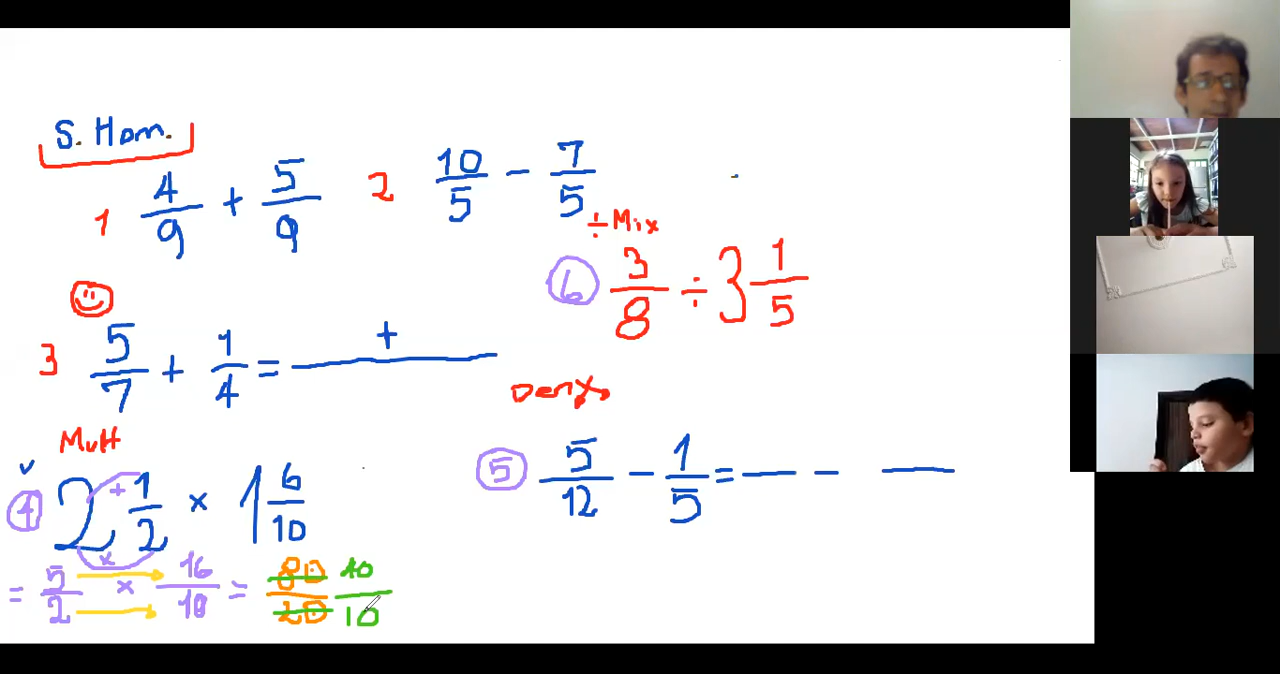 S. Hom.
1 4/9 + 5/9 2 10/5 - 7/5
÷ Mix
6 3/8 ÷ 3 1/5
3 5/7 + 1/4 = +
Den x
Mult
4 2 + 1/2 x 1 6/10
x
5 5/12 - 1/5 = -
= 5/2 x 16/10 = 80/20 40/10